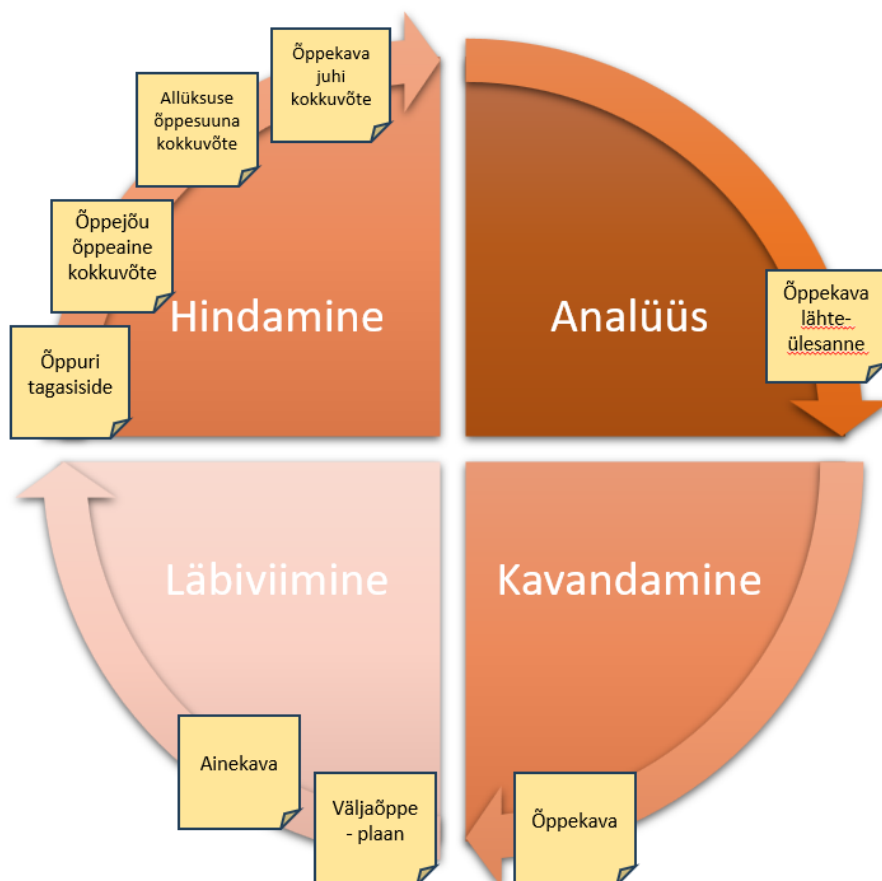 Õppekava
juhi
kokkuvõte
Allüksuse
õppesuuna
kokkuvõte
Õppejõu
õppeaine
kokkuvõte
Õppuri
tagasiside
Hindamine
Analüüs
Õppekava
lähte-
ülesanne
Läbiviimine
Kavandamine
Ainekava
Väljaõppe
- plaan
Õppekava